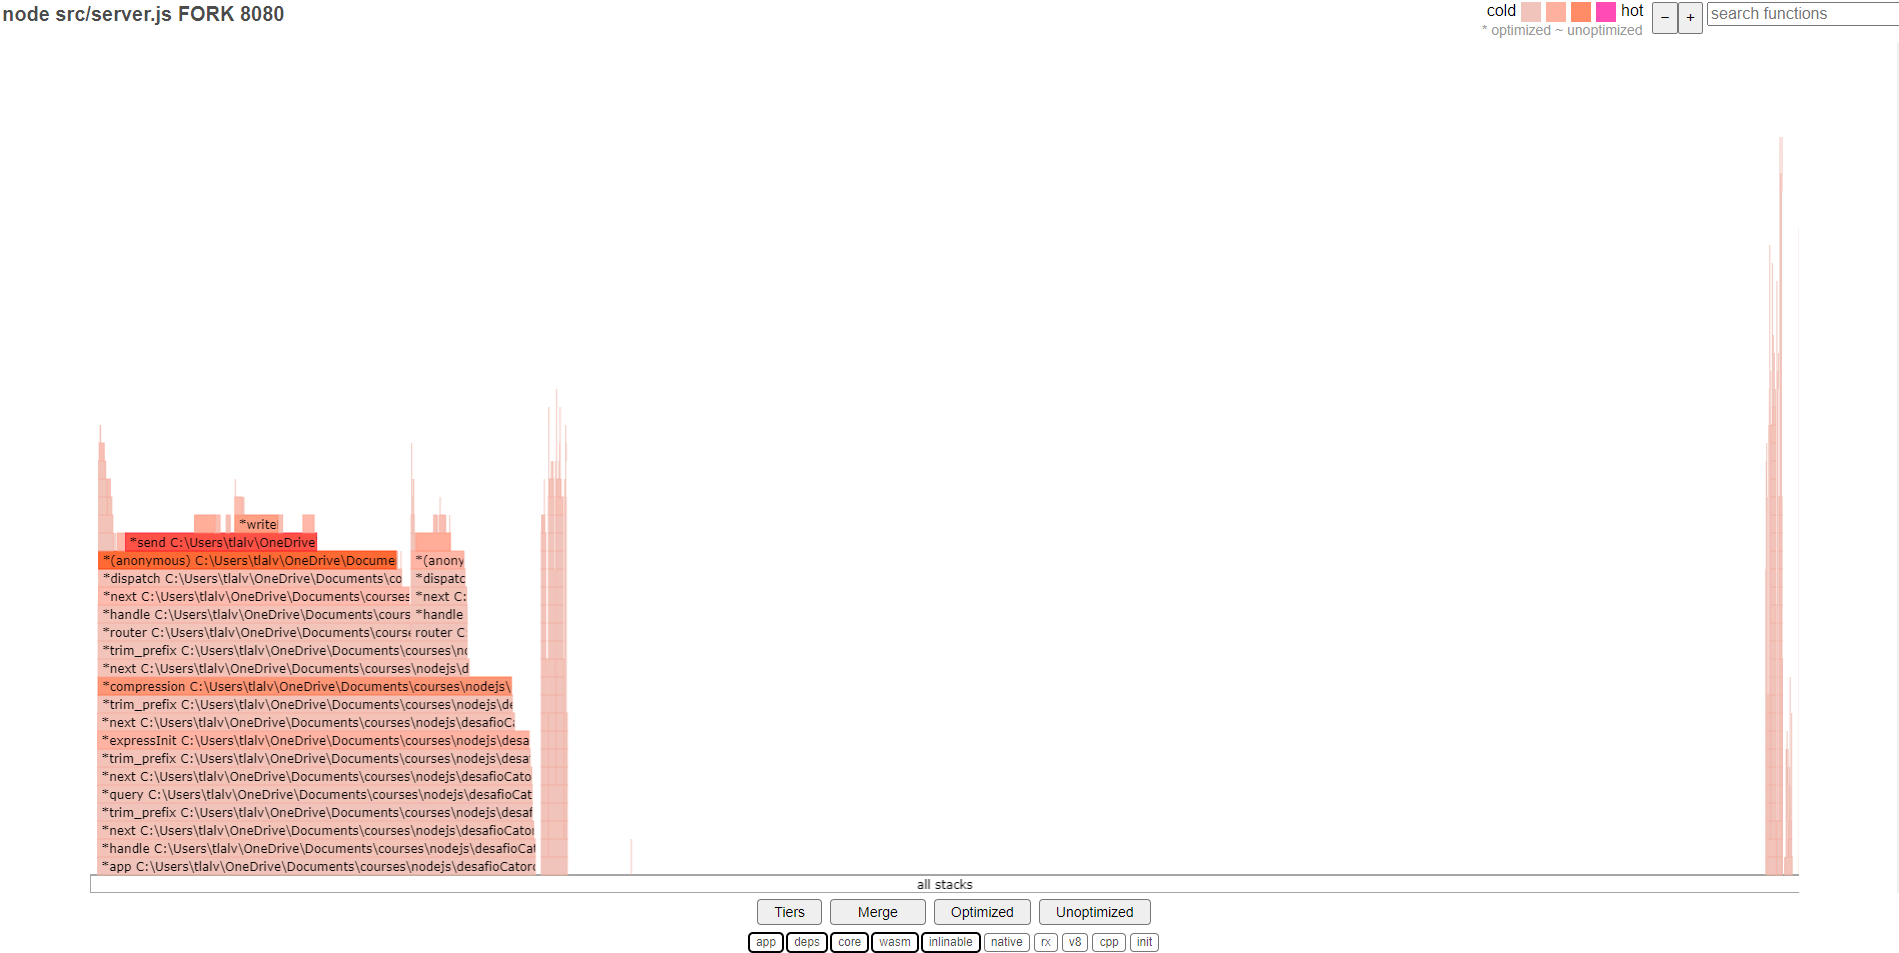 node src/server.js FORK 8080
cold hot
* optimized ~ unoptimized
− + search functions
*write
*send C:\Users\tlalv\OneDrive
*(anonymous) C:\Users\tlalv\OneDrive\Docume *(anony
*dispatch C:\Users\tlalv\OneDrive\Documents\co *dispatc
*next C:\Users\tlalv\OneDrive\Documents\courses *next C:
*handle C:\Users\tlalv\OneDrive\Documents\cours *handle
*router C:\Users\tlalv\OneDrive\Documents\course router C
*trim_prefix C:\Users\tlalv\OneDrive\Documents\courses\no
*next C:\Users\tlalv\OneDrive\Documents\courses\nodejs\d
*compression C:\Users\tlalv\OneDrive\Documents\courses\nodejs\
*trim_prefix C:\Users\tlalv\OneDrive\Documents\courses\nodejs\de
*next C:\Users\tlalv\OneDrive\Documents\courses\nodejs\desafioCa
*expressInit C:\Users\tlalv\OneDrive\Documents\courses\nodejs\desa
*trim_prefix C:\Users\tlalv\OneDrive\Documents\courses\nodejs\desa
*next C:\Users\tlalv\OneDrive\Documents\courses\nodejs\desafioCato
*query C:\Users\tlalv\OneDrive\Documents\courses\nodejs\desafioCat
*trim_prefix C:\Users\tlalv\OneDrive\Documents\courses\nodejs\desaf
*next C:\Users\tlalv\OneDrive\Documents\courses\nodejs\desafioCator
*handle C:\Users\tlalv\OneDrive\Documents\courses\nodejs\desafioCat
*app C:\Users\tlalv\OneDrive\Documents\courses\nodejs\desafioCatorc
all stacks
Tiers Merge Optimized Unoptimized
app deps core wasm inlinable native rx v8 cpp init